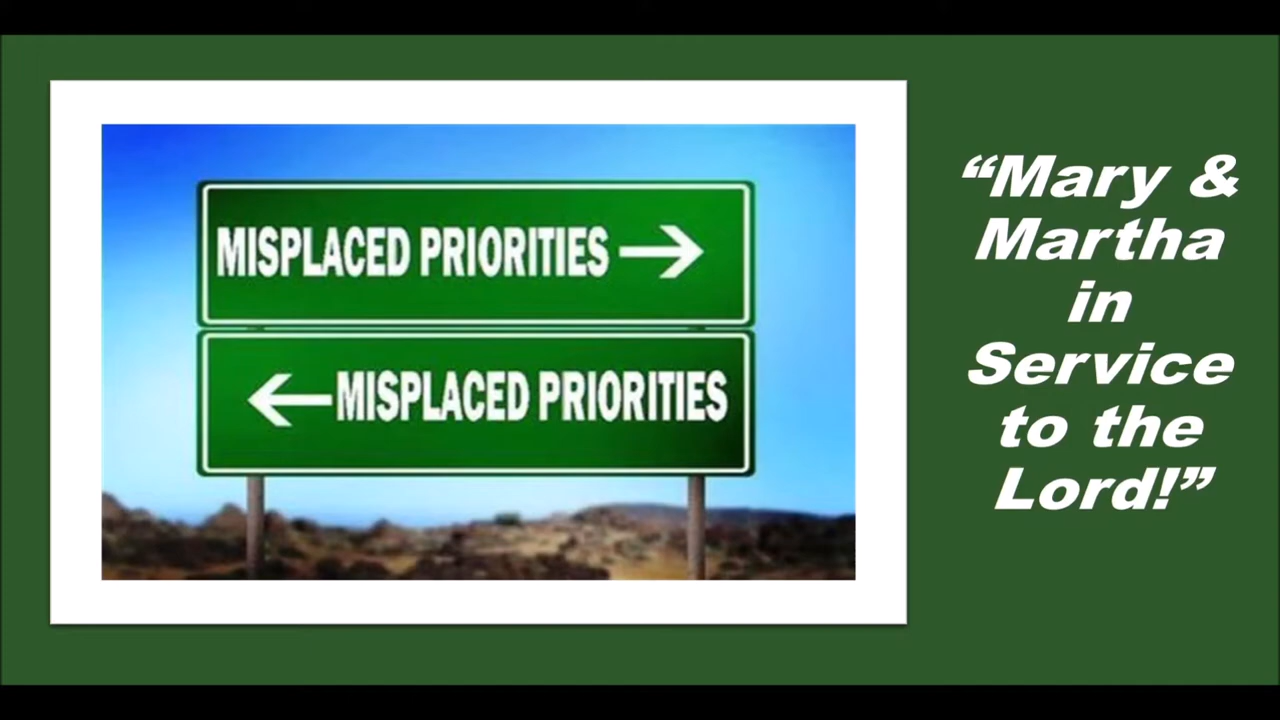 MISPLACED PRIORITIES →
← MISPLACED PRIORITIES
“Mary &
Martha
in
Service
to the
Lord!”